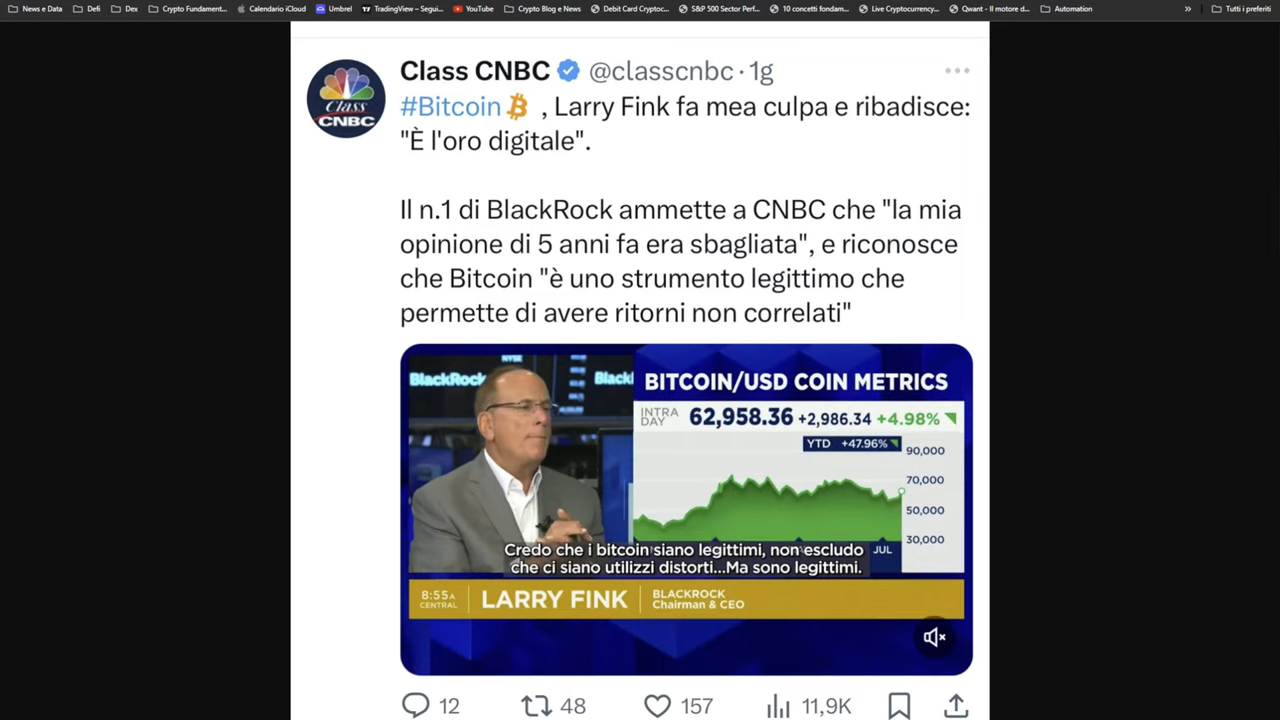 News e Data Defi Dex Crypto Fundament... Calendario iCloud Umbrel TradingView – Segui... YouTube Crypto Blog e News Debit Card Cryptoc... S&P 500 Sector Perf... 10 concetti fondam... Live Cryptocurrency... Qwant - Il motore d... Automation » Tutti i preferiti
Class CNBC @classcnbc · 1g
Class
CNBC
#Bitcoin , Larry Fink fa mea culpa e ribadisce:
"È l'oro digitale".
Il n.1 di BlackRock ammette a CNBC che "la mia
opinione di 5 anni fa era sbagliata", e riconosce
che Bitcoin "è uno strumento legittimo che
permette di avere ritorni non correlati"
NYSE
BlackRock
BITCOIN/USD COIN METRICS
INTRA
DAY
62,958.36 +2,986.34 +4.98%
YTD +47.96%
90,000
70,000
50,000
30,000
JUL
Credo che i bitcoin siano legittimi, non escludo
che ci siano utilizzi distorti...Ma sono legittimi.
8:55A
CENTRAL
LARRY FINK
BLACKROCK
Chairman & CEO
12 48 157 11,9K